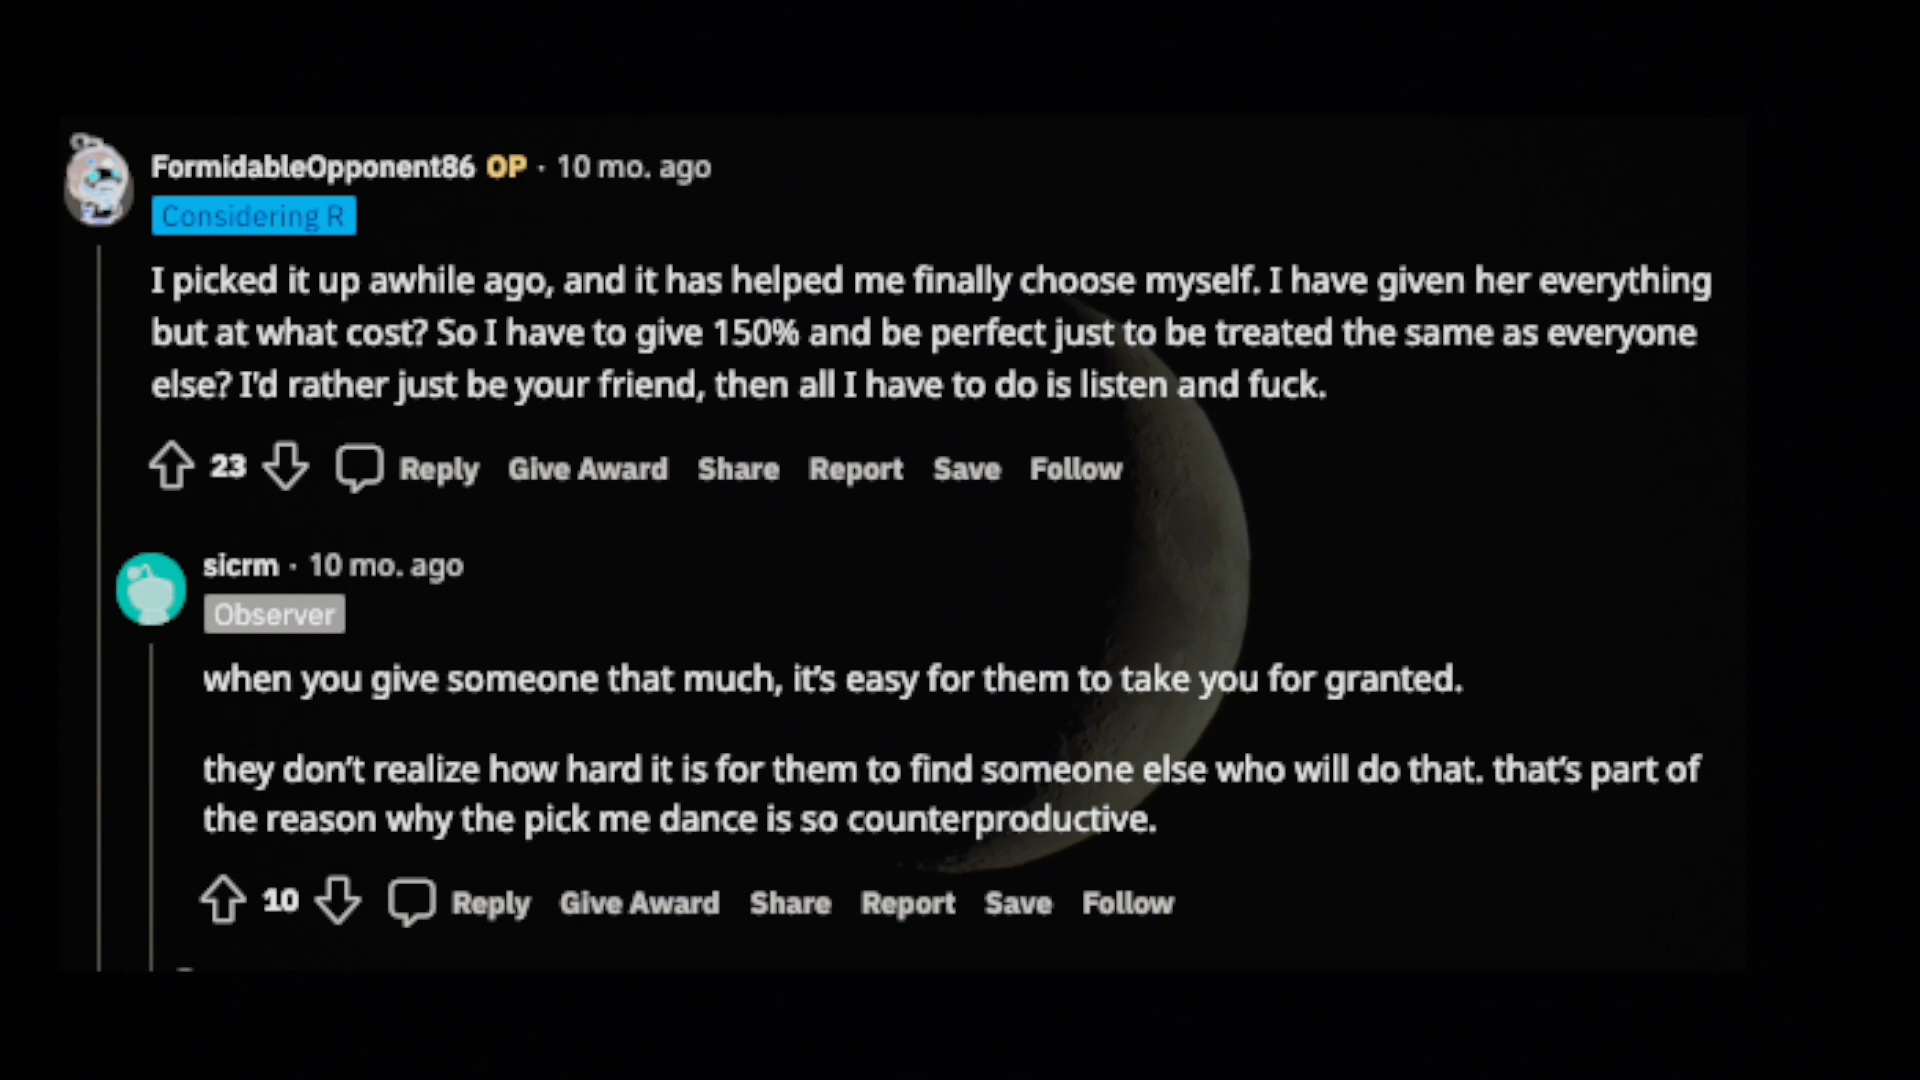 FormidableOpponent86 OP · 10 mo. ago
Considering R
I picked it up awhile ago, and it has helped me finally choose myself. I have given her everything
but at what cost? So I have to give 150% and be perfect just to be treated the same as everyone
else? I'd rather just be your friend, then all I have to do is listen and fuck.
23 Reply Give Award Share Report Save Follow
sicrm · 10 mo. ago
Observer
when you give someone that much, it’s easy for them to take you for granted.
they don’t realize how hard it is for them to find someone else who will do that. that’s part of
the reason why the pick me dance is so counterproductive.
10 Reply Give Award Share Report Save Follow